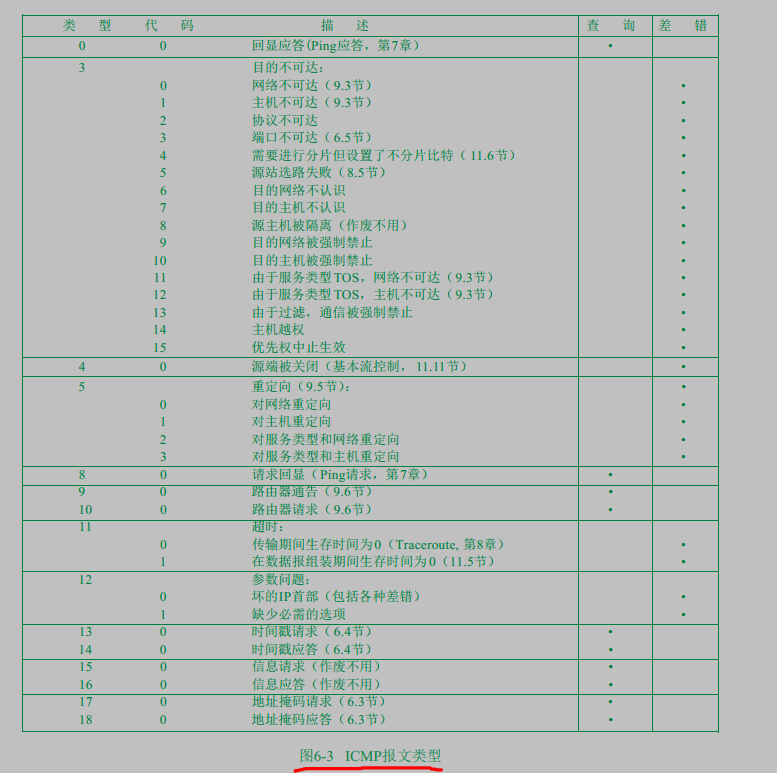 类 型 代 码 描 述 查 询 差 错
0 0 回显应答(Ping应答，第7章） •
3 目的不可达：
0 网络不可达（9.3节） •
1 主机不可达（9.3节） •
2 协议不可达 •
3 端口不可达（6.5节） •
4 需要进行分片但设置了不分片比特（11.6节） •
5 源站选路失败（8.5节） •
6 目的网络不认识 •
7 目的主机不认识 •
8 源主机被隔离（作废不用） •
9 目的网络被强制禁止 •
10 目的主机被强制禁止 •
11 由于服务类型TOS，网络不可达（9.3节） •
12 由于服务类型TOS，主机不可达（9.3节） •
13 由于过滤，通信被强制禁止 •
14 主机越权 •
15 优先权中止生效 •
4 0 源端被关闭（基本流控制，11.11节） •
5 重定向（9.5节）： •
0 对网络重定向 •
1 对主机重定向 •
2 对服务类型和网络重定向 •
3 对服务类型和主机重定向 •
8 0 请求回显（Ping请求，第7章） •
9 0 路由器通告（9.6节） •
10 0 路由器请求（9.6节） •
11 超时：
0 传输期间生存时间为0（Traceroute, 第8章） •
1 在数据报组装期间生存时间为0（11.5节） •
12 参数问题：
0 坏的IP首部（包括各种差错） •
1 缺少必需的选项 •
13 0 时间戳请求（6.4节） •
14 0 时间戳应答（6.4节） •
15 0 信息请求（作废不用） •
16 0 信息应答（作废不用） •
17 0 地址掩码请求（6.3节） •
18 0 地址掩码应答（6.3节） •
图6-3 ICMP报文类型